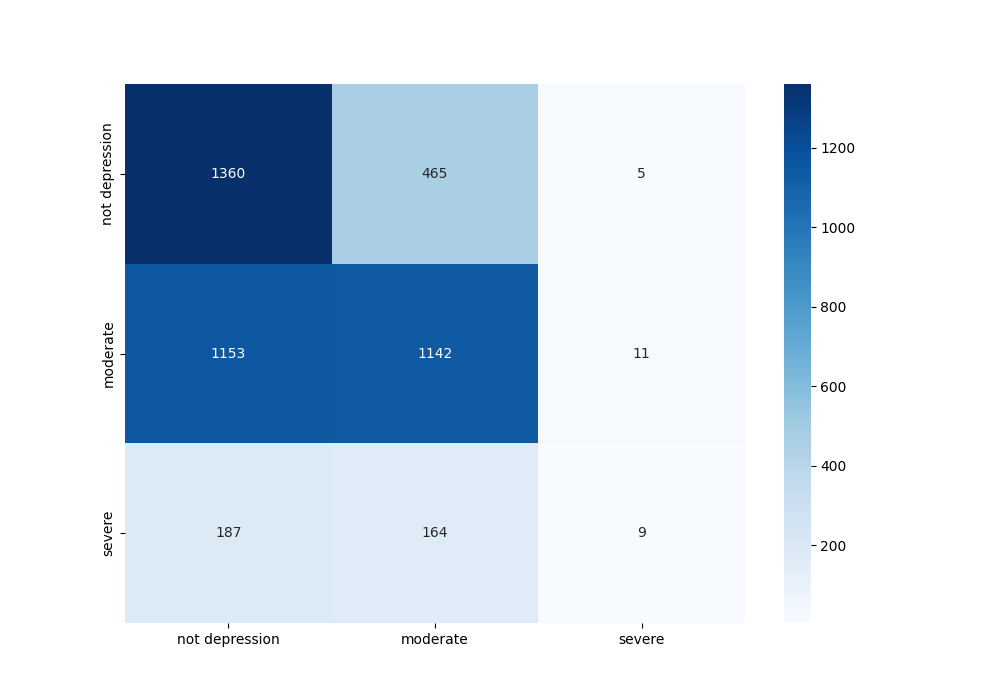 not depression
1360 465 5
moderate
1153 1142 11
severe
187 164 9
not depression moderate severe
1200
1000
800
600
400
200